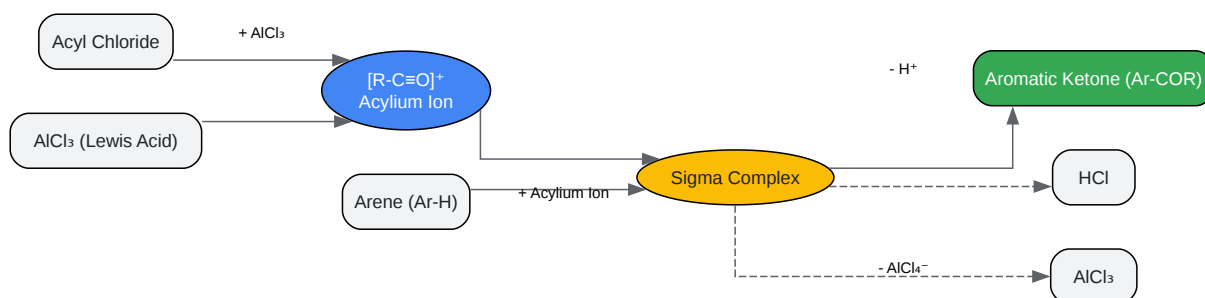 Acyl Chloride
+ AlCl₃
AlCl₃ (Lewis Acid)
[R-C≡O]⁺
Acylium Ion
Arene (Ar-H)
+ Acylium Ion
Sigma Complex
- H⁺
Aromatic Ketone (Ar-COR)
HCl
- AlCl₄⁻
AlCl₃